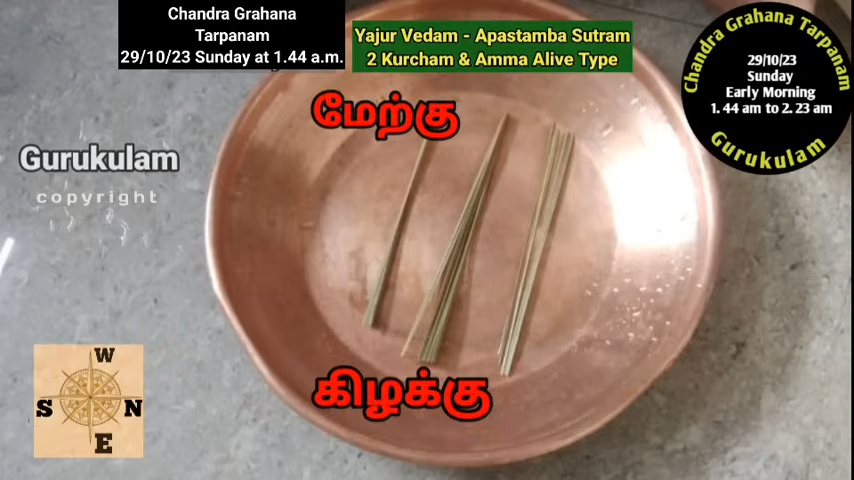 Chandra Grahana
Tarpanam
29/10/23 Sunday at 1.44 a.m.
Yajur Vedam - Apastamba Sutram
2 Kurcham & Amma Alive Type
Chandra Grahana Tarpanam
29/10/23
Sunday
Early Morning
1. 44 am to 2. 23 am
Gurukulam
மேற்கு
Gurukulam
copyright
W
S N
E
கிழக்கு